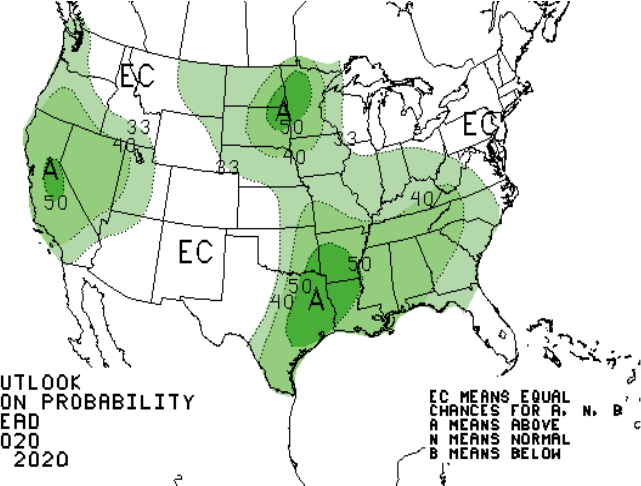 EC
A
50
33
40
EC
33
40
A
50
33
EC
40
50
50
40
A
UTLOOK
ON PROBABILITY
EAD
020
2020
EC MEANS EQUAL
CHANCES FOR A, N, B
A MEANS ABOVE
N MEANS NORMAL
B MEANS BELOW